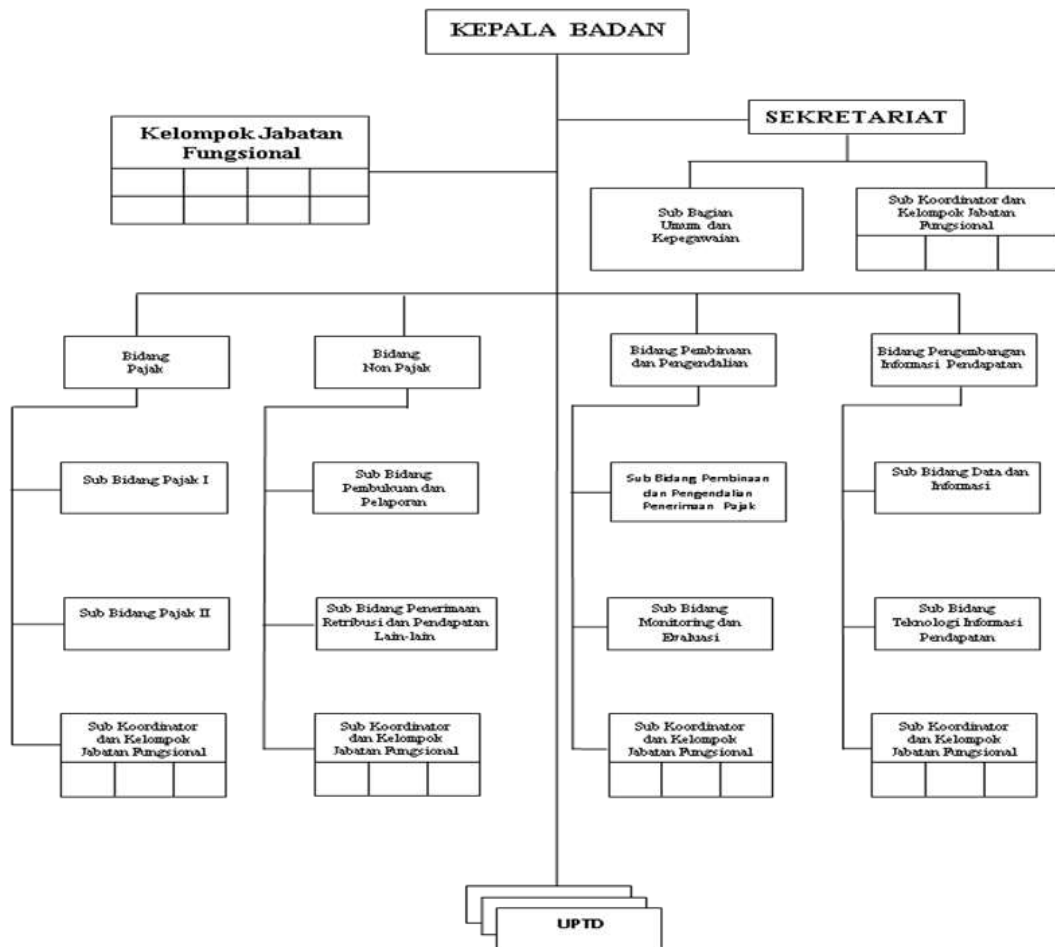 KEPALA BADAN
SEKRETARIAT
Kelompok Jabatan
Fungsional
Sub Bagian
Umum dan
Kepegawaian
Sub Koordinator dan
Kelompok Jabatan
Fungsional
Bidang
Pajak
Bidang
Non Pajak
Bidang Pembinaan
dan Pengendalian
Bidang Pengembangan
Informasi Pendapatan
Sub Bidang Pajak I
Sub Bidang
Pembukuan dan
Pelaporan
Sub Bidang Pembinaan
dan Pengendalian
Penerimaan Pajak
Sub Bidang Data dan
Informasi
Sub Bidang Pajak II
Sub Bidang Penerimaan
Retribusi dan Pendapatan
Lain-lain
Sub Bidang
Monitoring dan
Evaluasi
Sub Bidang
Teknologi Informasi
Pendapatan
Sub Koordinator
dan Kelompok
Jabatan Fungsional
Sub Koordinator
dan Kelompok
Jabatan Fungsional
Sub Koordinator
dan Kelompok
Jabatan Fungsional
Sub Koordinator
dan Kelompok
Jabatan Fungsional
UPTD